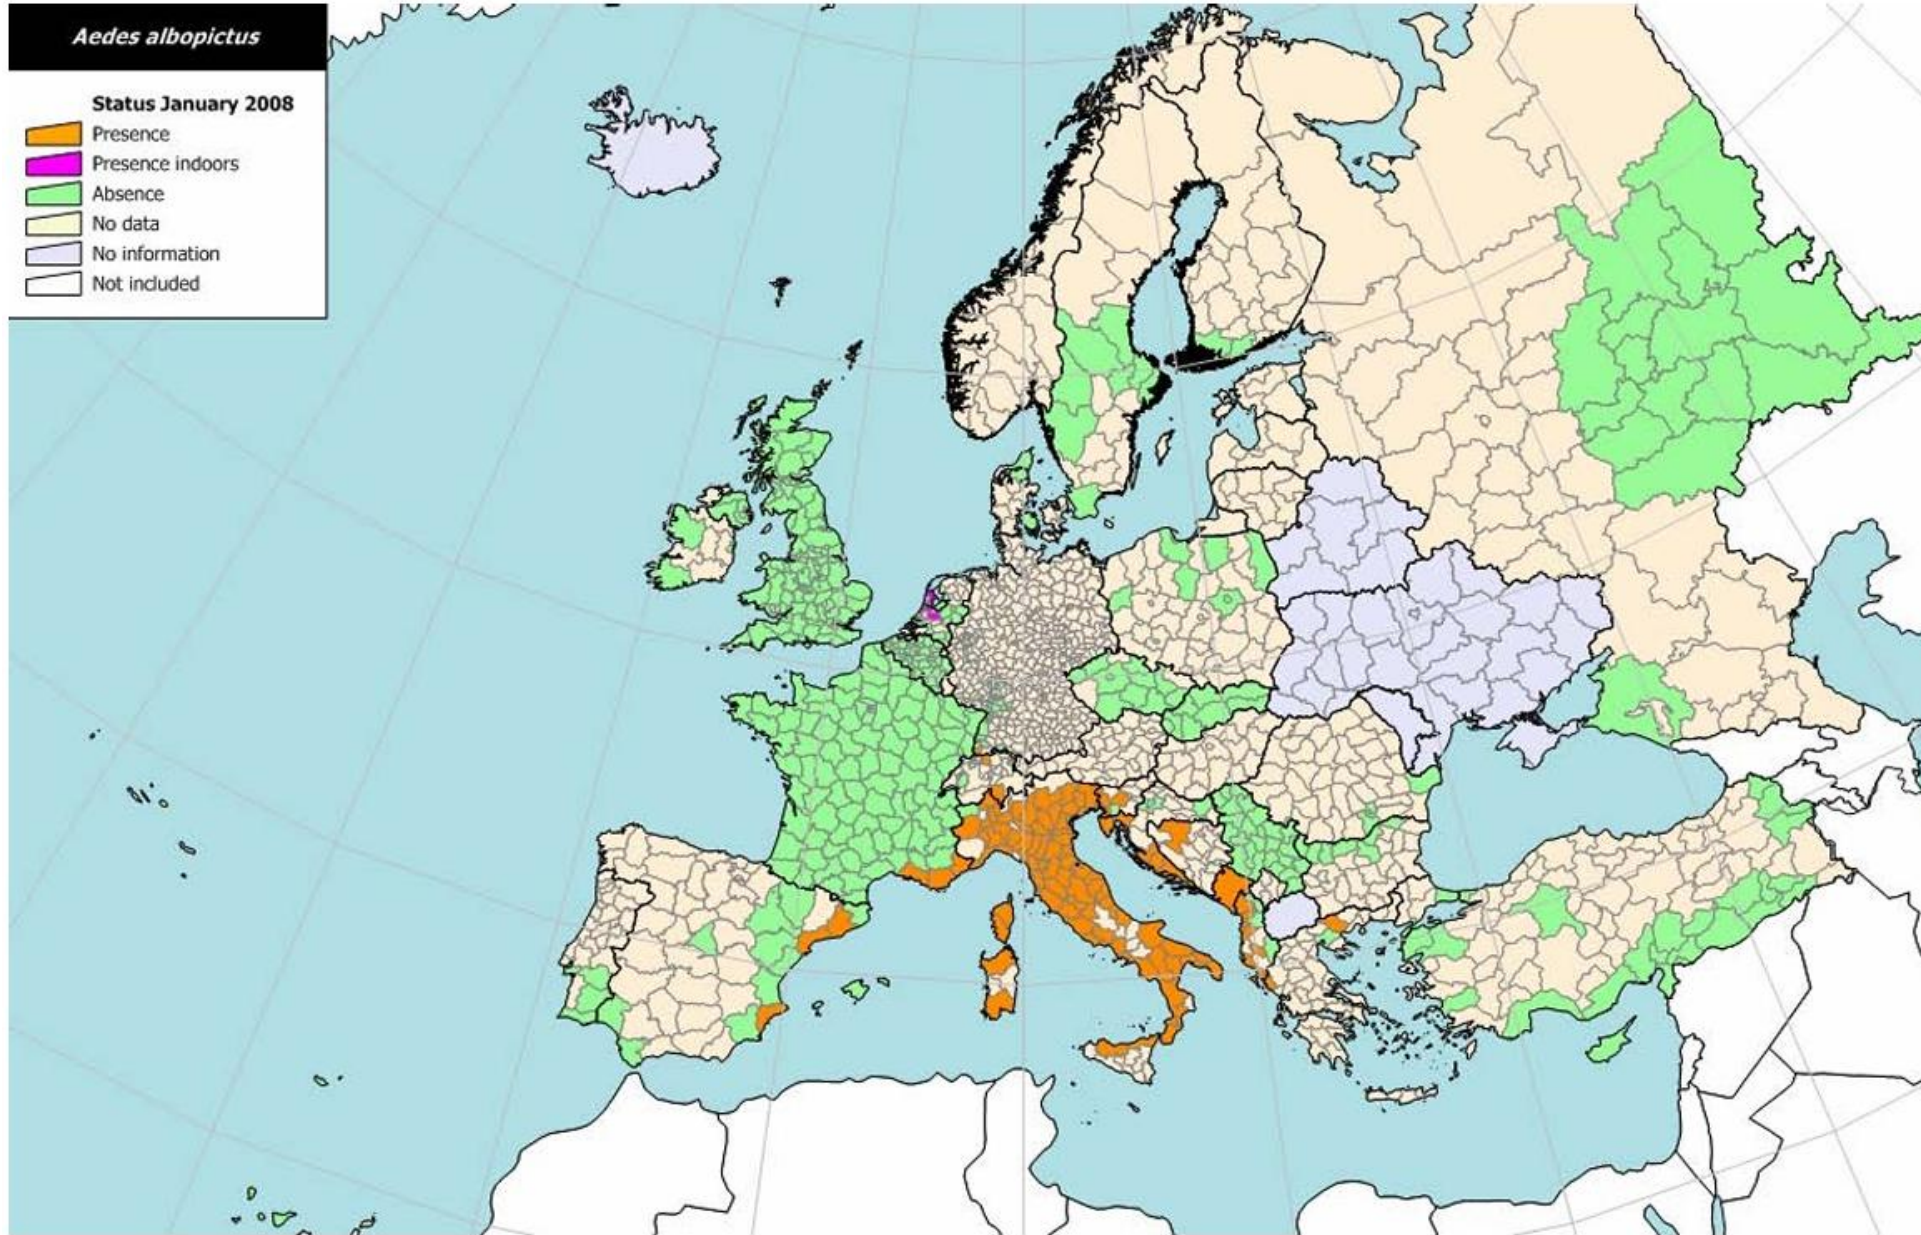 Aedes albopictus
Status January 2008
Presence
Presence indoors
Absence
No data
No information
Not included